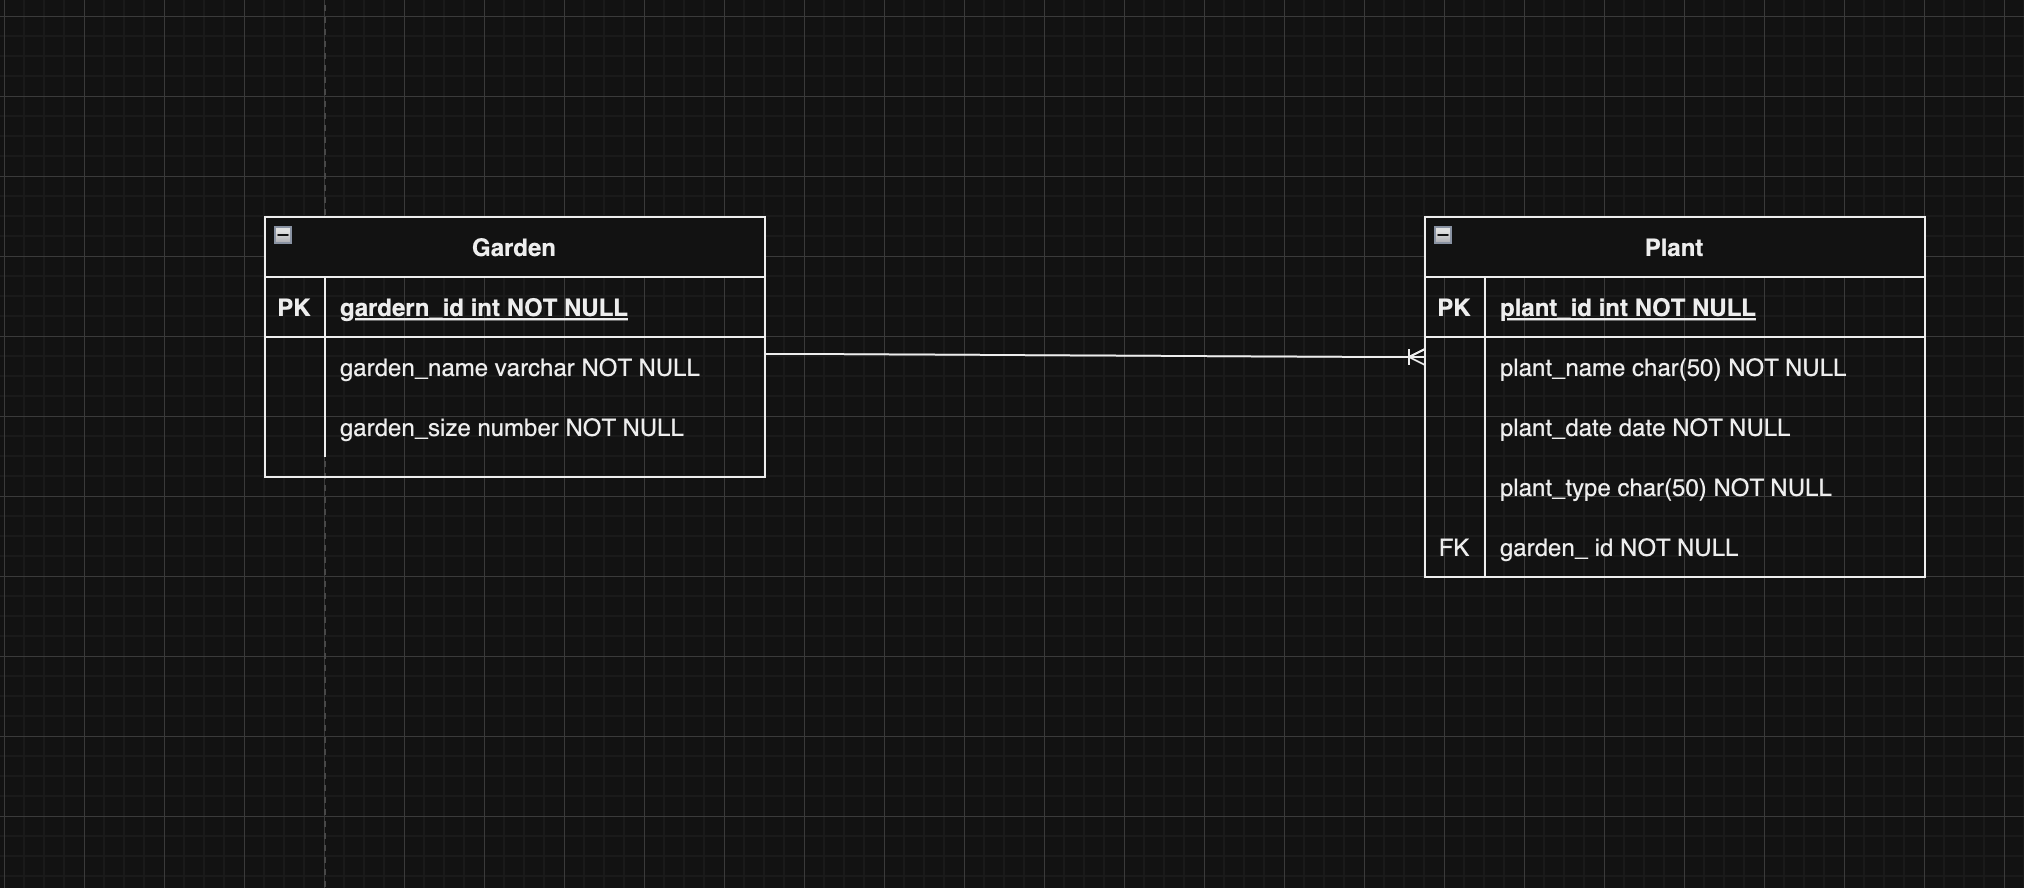 Garden
PK gardern_id int NOT NULL
garden_name varchar NOT NULL
garden_size number NOT NULL
Plant
PK plant_id int NOT NULL
plant_name char(50) NOT NULL
plant_date date NOT NULL
plant_type char(50) NOT NULL
FK garden_ id NOT NULL